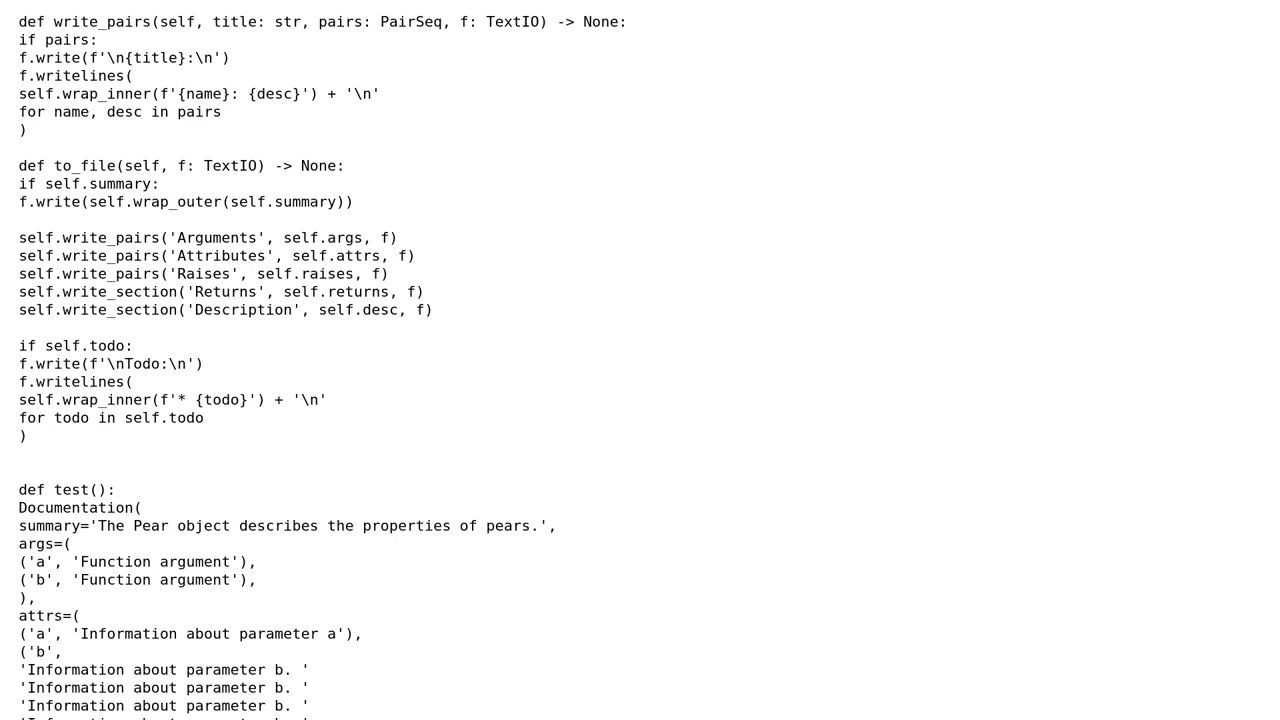 def write_pairs(self, title: str, pairs: PairSeq, f: TextIO) -> None:
if pairs:
f.write(f'\n{title}:\n')
f.writelines(
self.wrap_inner(f'{name}: {desc}') + '\n'
for name, desc in pairs
)
def to_file(self, f: TextIO) -> None:
if self.summary:
f.write(self.wrap_outer(self.summary))
self.write_pairs('Arguments', self.args, f)
self.write_pairs('Attributes', self.attrs, f)
self.write_pairs('Raises', self.raises, f)
self.write_section('Returns', self.returns, f)
self.write_section('Description', self.desc, f)
if self.todo:
f.write(f'\nTodo:\n')
f.writelines(
self.wrap_inner(f'* {todo}') + '\n'
for todo in self.todo
)
def test():
Documentation(
summary='The Pear object describes the properties of pears.',
args=(
('a', 'Function argument'),
('b', 'Function argument'),
),
attrs=(
('a', 'Information about parameter a'),
('b',
'Information about parameter b. '
'Information about parameter b. '
'Information about parameter b. '